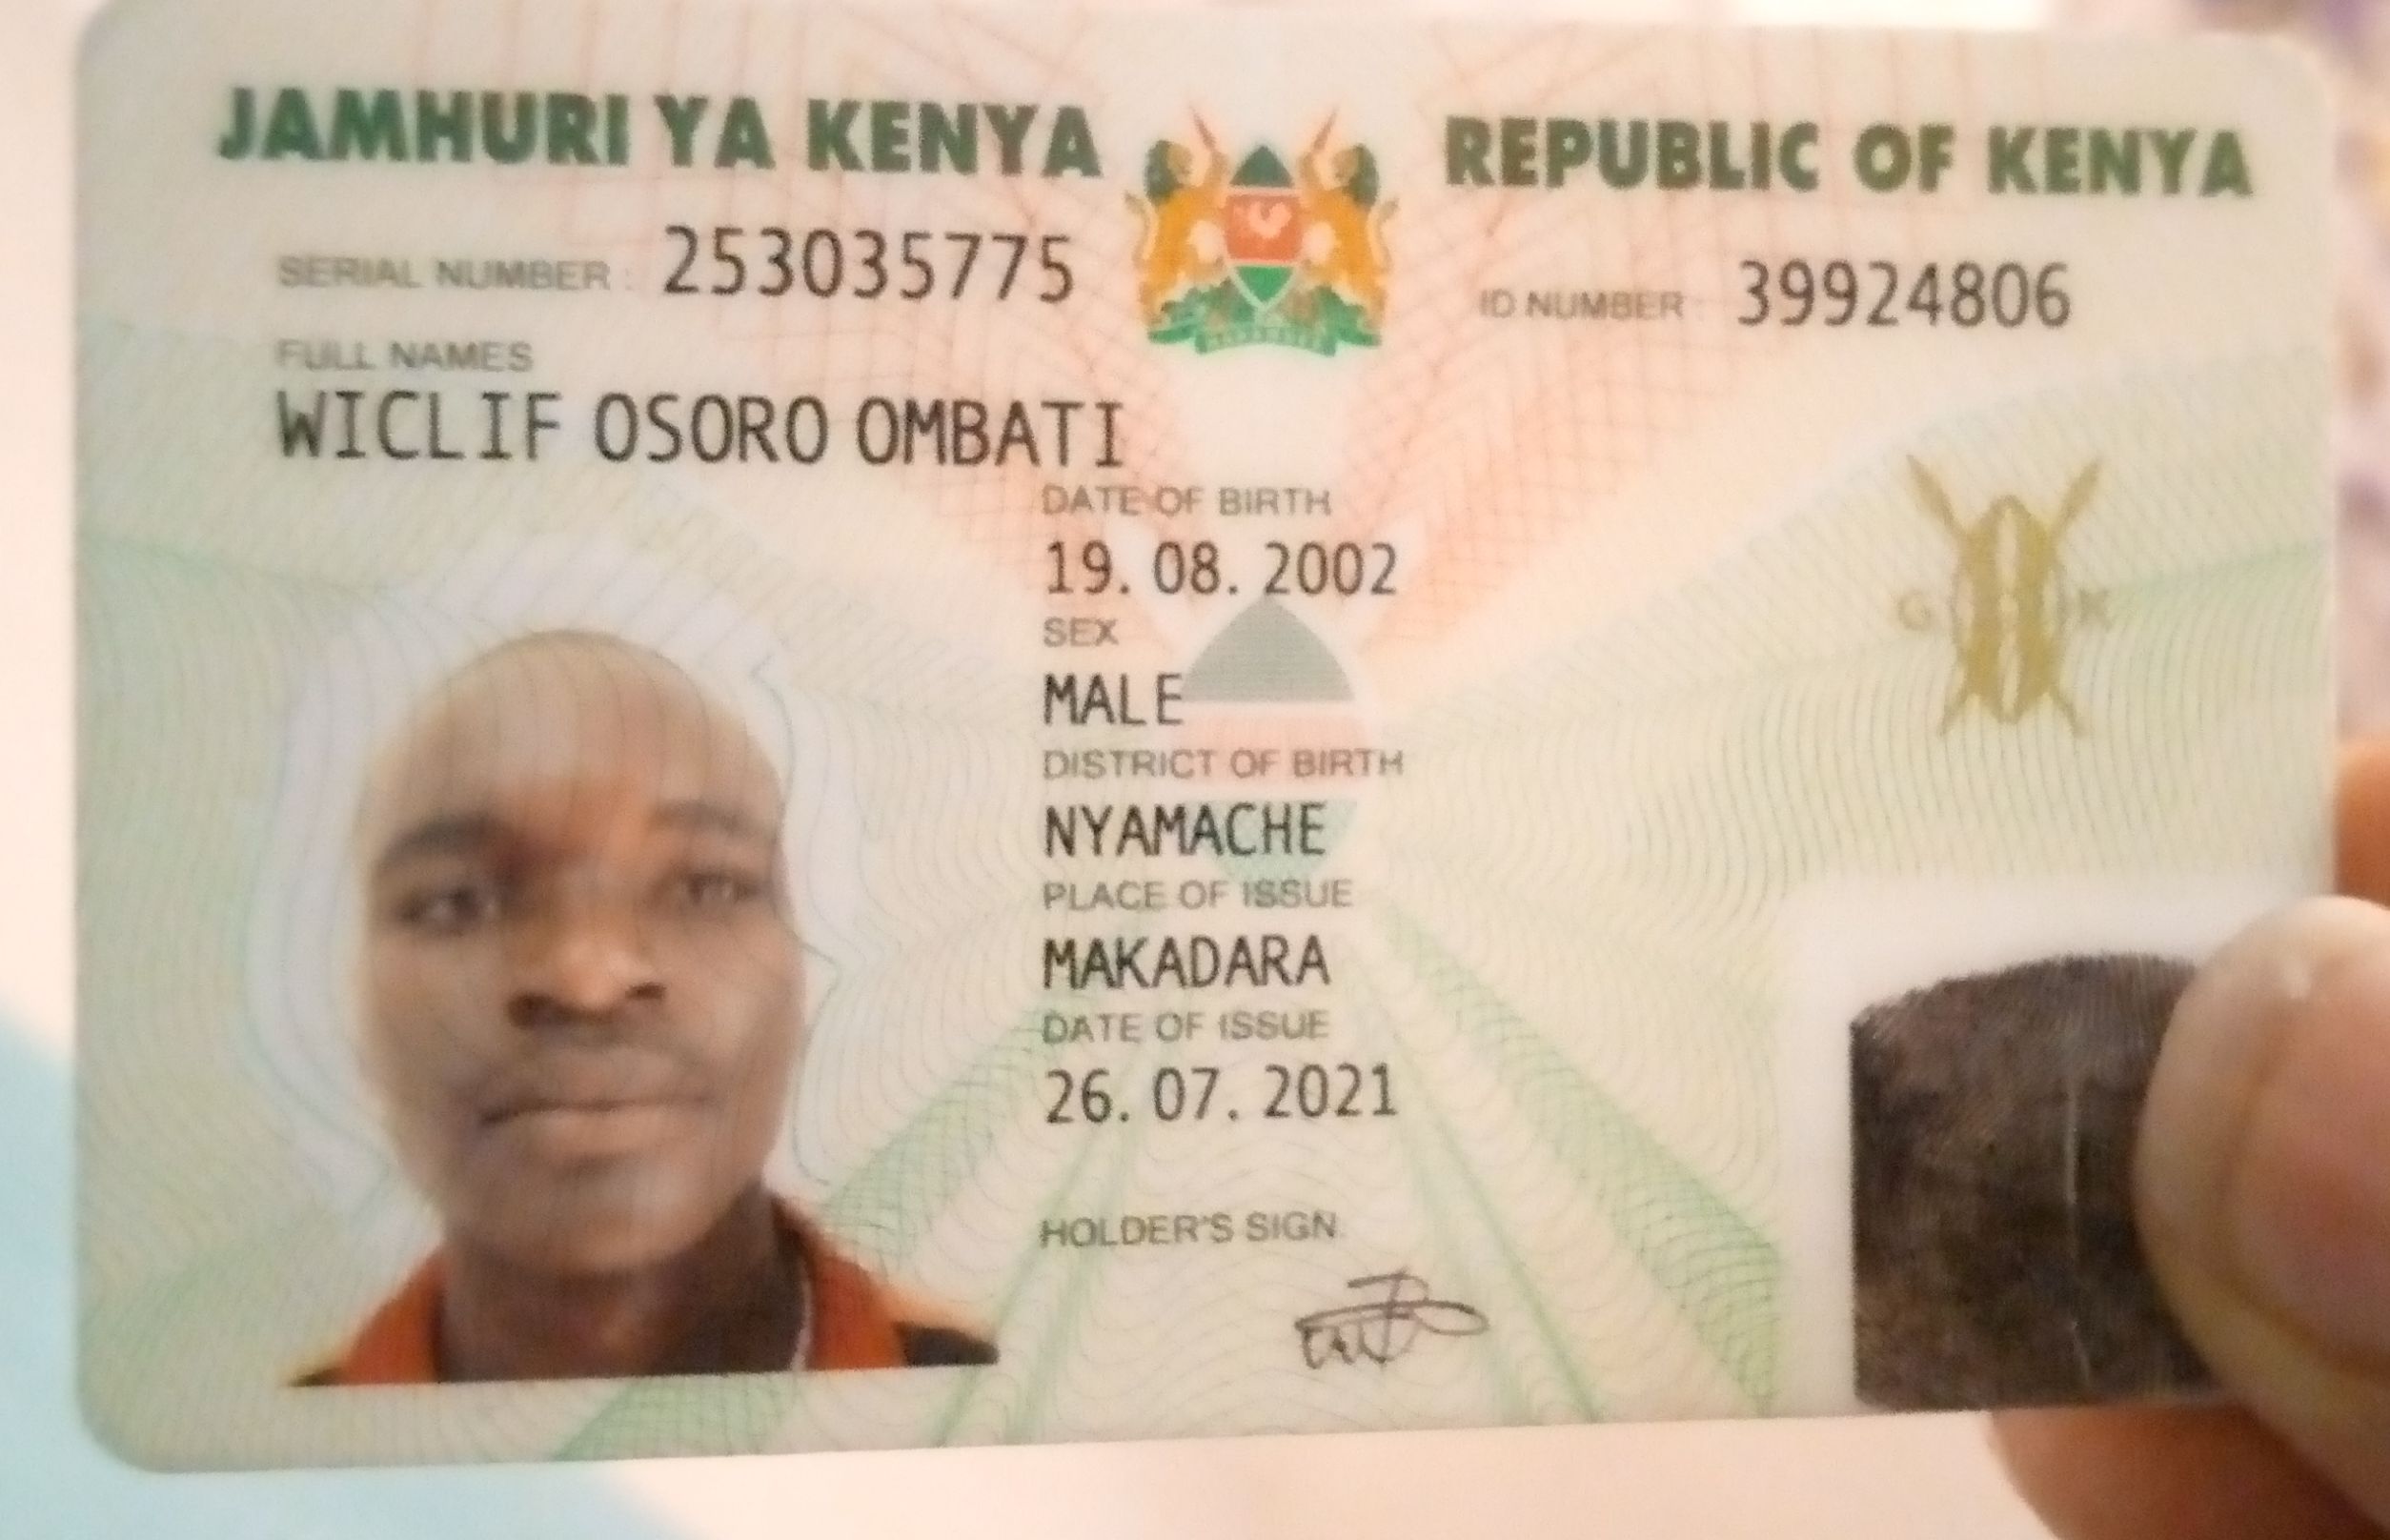 JAMHURI YA KENYA REPUBLIC OF KENYA
SERIAL NUMBER : 253035775 ID NUMBER : 39924806
FULL NAMES
WICLIF OSORO OMBATI
DATE OF BIRTH
19. 08. 2002
SEX
MALE
G K
DISTRICT OF BIRTH
NYAMACHE
PLACE OF ISSUE
MAKADARA
DATE OF ISSUE
26. 07. 2021
HOLDER'S SIGN.